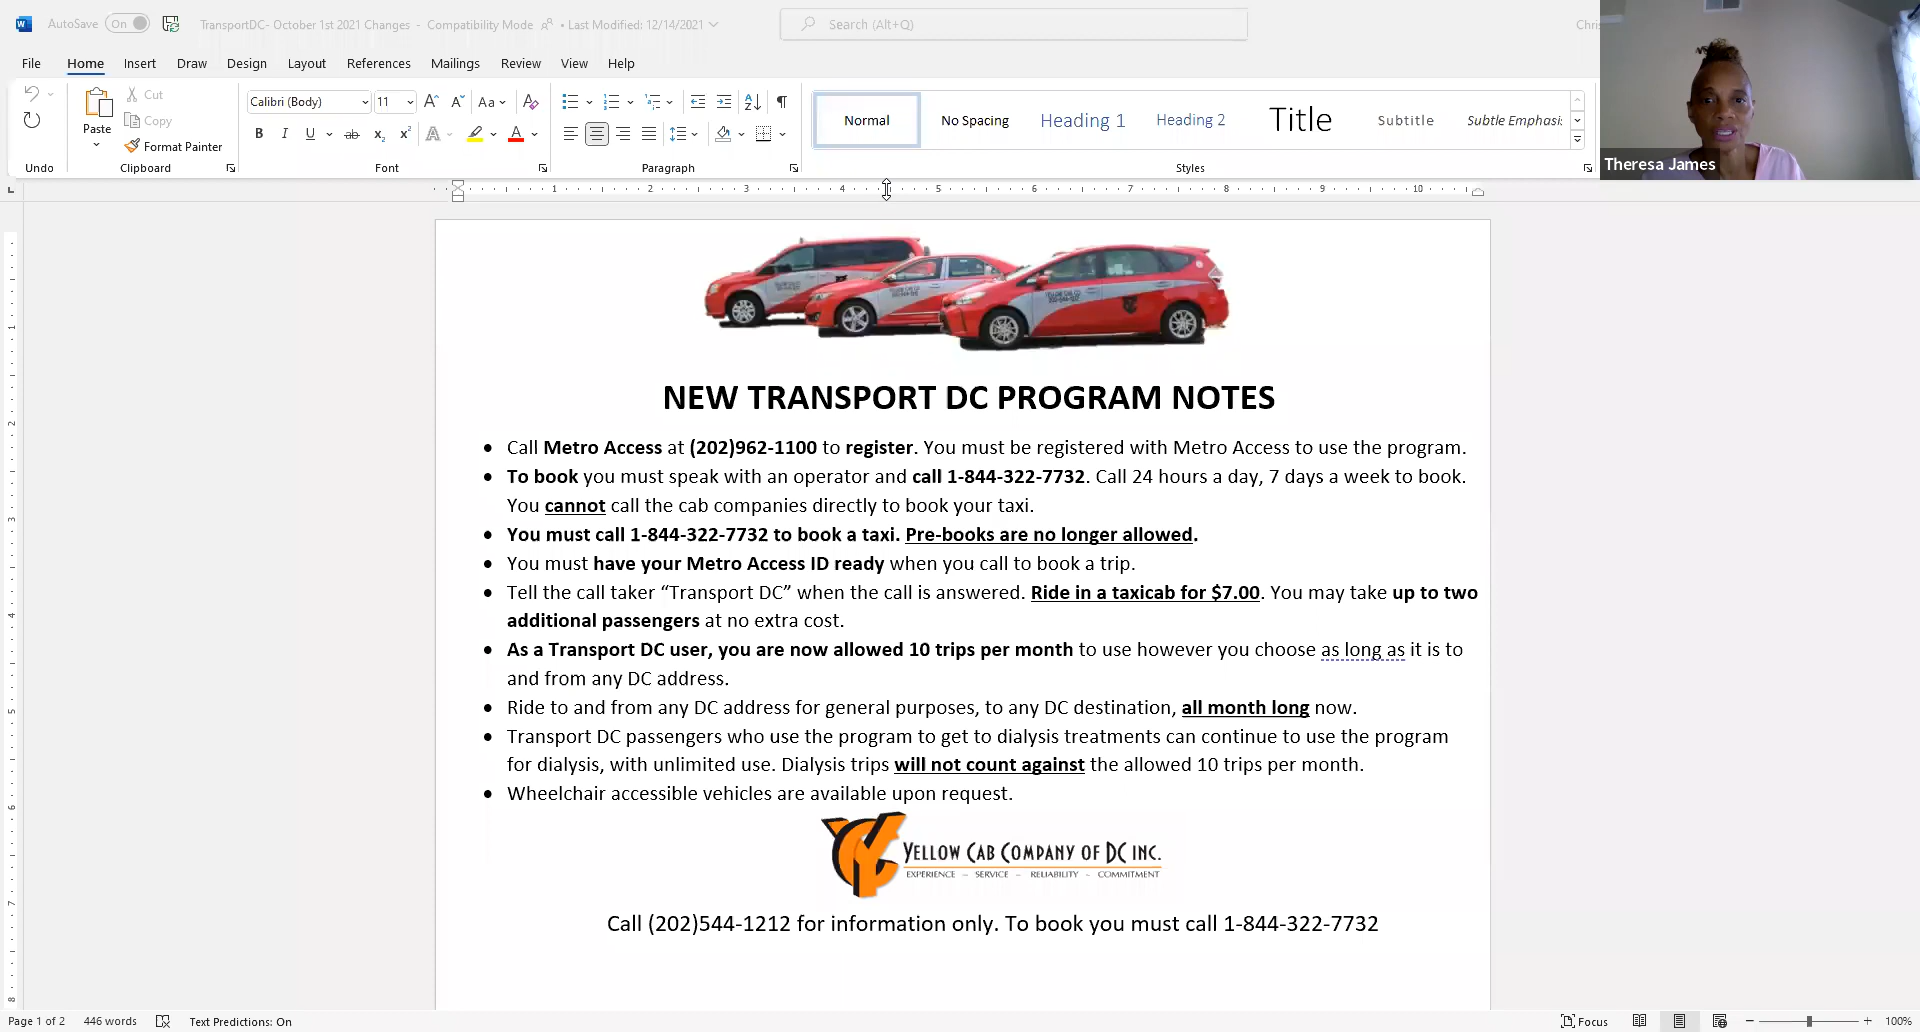 AutoSave On TransportDC- October 1st 2021 Changes - Compatibility Mode • Last Modified: 12/14/2021 Search (Alt+Q)
File Home Insert Draw Design Layout References Mailings Review View Help
Calibri (Body) 11 Aa
Paste Cut Copy Format Painter
Normal No Spacing Heading 1 Heading 2 Title Subtitle Subtle Emphasis
Undo Clipboard Font Paragraph Styles
Theresa James
1 2 3 4 5 6 7 8 9 10
NEW TRANSPORT DC PROGRAM NOTES
• Call Metro Access at (202)962-1100 to register. You must be registered with Metro Access to use the program.
• To book you must speak with an operator and call 1-844-322-7732. Call 24 hours a day, 7 days a week to book.
You cannot call the cab companies directly to book your taxi.
• You must call 1-844-322-7732 to book a taxi. Pre-books are no longer allowed.
• You must have your Metro Access ID ready when you call to book a trip.
• Tell the call taker “Transport DC” when the call is answered. Ride in a taxicab for $7.00. You may take up to two
additional passengers at no extra cost.
• As a Transport DC user, you are now allowed 10 trips per month to use however you choose as long as it is to
and from any DC address.
• Ride to and from any DC address for general purposes, to any DC destination, all month long now.
• Transport DC passengers who use the program to get to dialysis treatments can continue to use the program
for dialysis, with unlimited use. Dialysis trips will not count against the allowed 10 trips per month.
• Wheelchair accessible vehicles are available upon request.
YELLOW CAB COMPANY OF DC INC.
EXPERIENCE – SERVICE – RELIABILITY – COMMITMENT
Call (202)544-1212 for information only. To book you must call 1-844-322-7732
Page 1 of 2 446 words Text Predictions: On Focus 100%